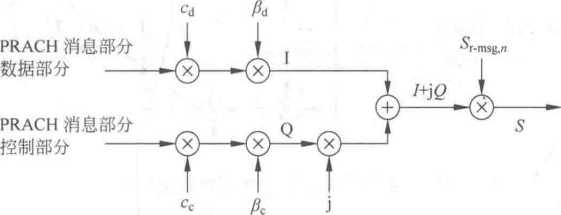 c_d
β_d
PRACH 消息部分
数据部分
I
S_r-msg,n
I+jQ
S
PRACH 消息部分
控制部分
Q
c_c
β_c
j